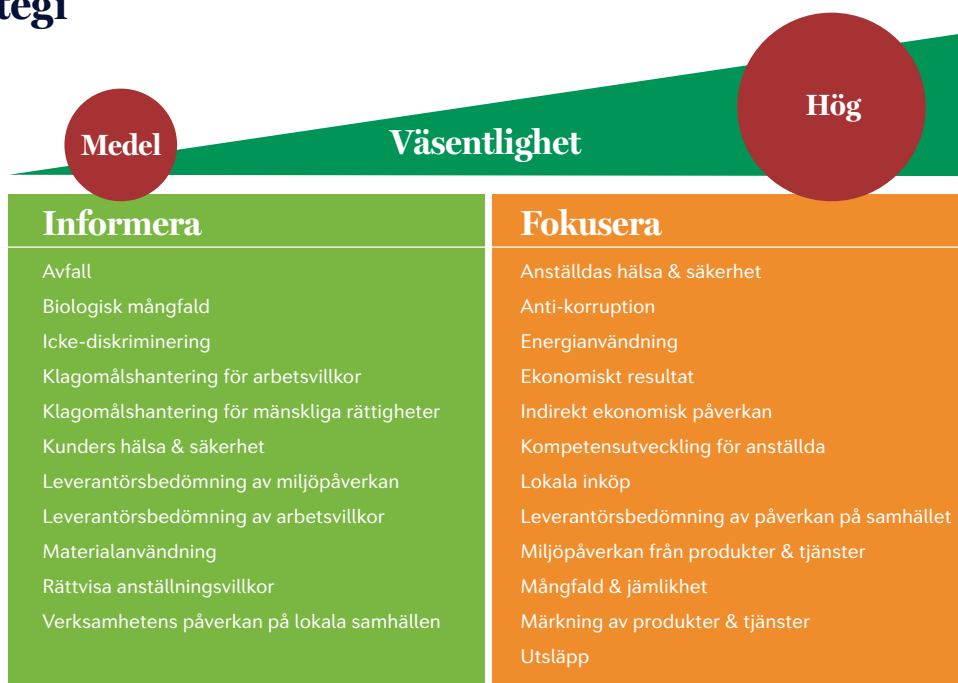 tegi
Medel
Väsentlighet
Hög
Informera
Avfall
Biologisk mångfald
Icke-diskriminering
Klagomålshantering för arbetsvillkor
Klagomålshantering för mänskliga rättigheter
Kunders hälsa & säkerhet
Leverantörsbedömning av miljöpåverkan
Leverantörsbedömning av arbetsvillkor
Materialanvändning
Rättvisa anställningsvillkor
Verksamhetens påverkan på lokala samhällen
Fokusera
Anställdas hälsa & säkerhet
Anti-korruption
Energianvändning
Ekonomiskt resultat
Indirekt ekonomisk påverkan
Kompetensutveckling för anställda
Lokala inköp
Leverantörsbedömning av påverkan på samhället
Miljöpåverkan från produkter & tjänster
Mångfald & jämlikhet
Märkning av produkter & tjänster
Utsläpp